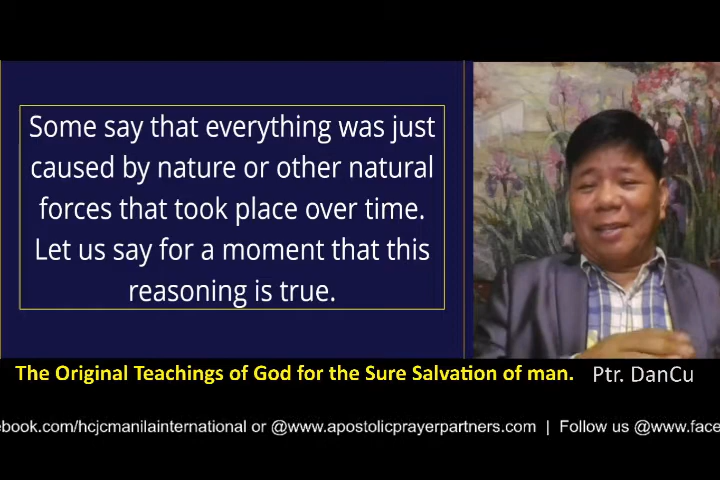 Some say that everything was just
caused by nature or other natural
forces that took place over time.
Let us say for a moment that this
reasoning is true.
The Original Teachings of God for the Sure Salvation of man. Ptr. DanCu
ebook.com/hcjcmanilainternational or @www.apostolicprayerpartners.com | Follow us @www.face